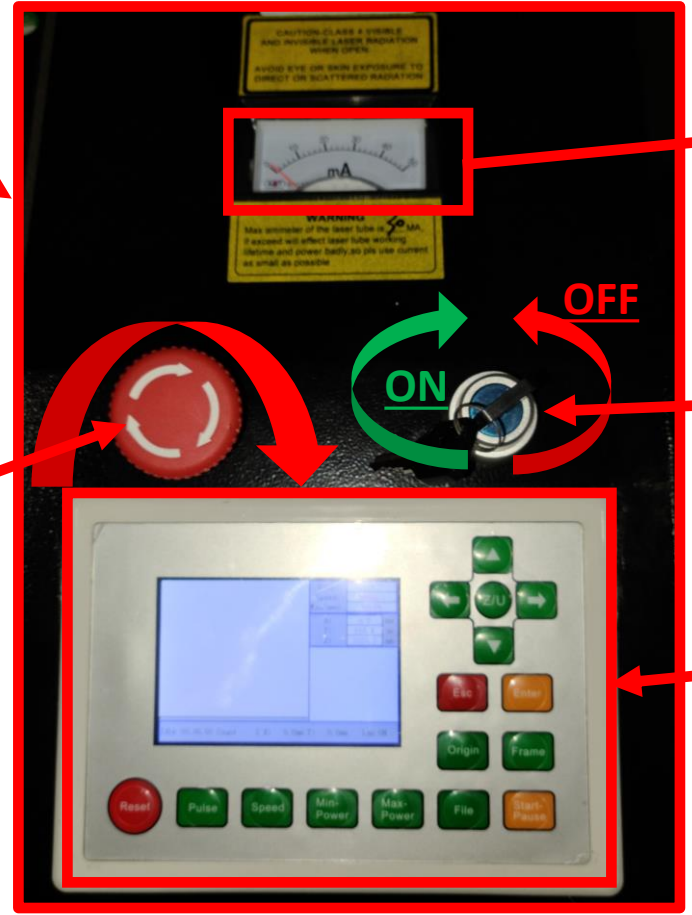 CAUTION-CLASS 4 VISIBLE
AND INVISIBLE LASER RADIATION
WHEN OPEN
AVOID EYE OR SKIN EXPOSURE TO
DIRECT OR SCATTERED RADIATION
mA
WARNING
Max ammeter of the laser tube is 50 MA,
if exceed will effect laser tube working
lifetime and power badly,so pls use current
as small as possible
OFF
ON
Z/U
Esc
Enter
Origin
Frame
Reset
Pulse
Speed
Min-
Power
Max-
Power
File
Start-
Pause